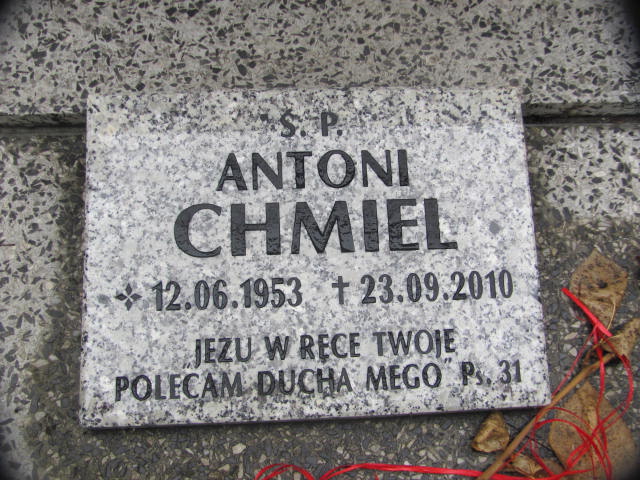 Ś. P.
ANTONI
CHMIEL
12.06.1953 † 23.09.2010
JEZU W RĘCE TWOJE
POLECAM DUCHA MEGO Ps. 31